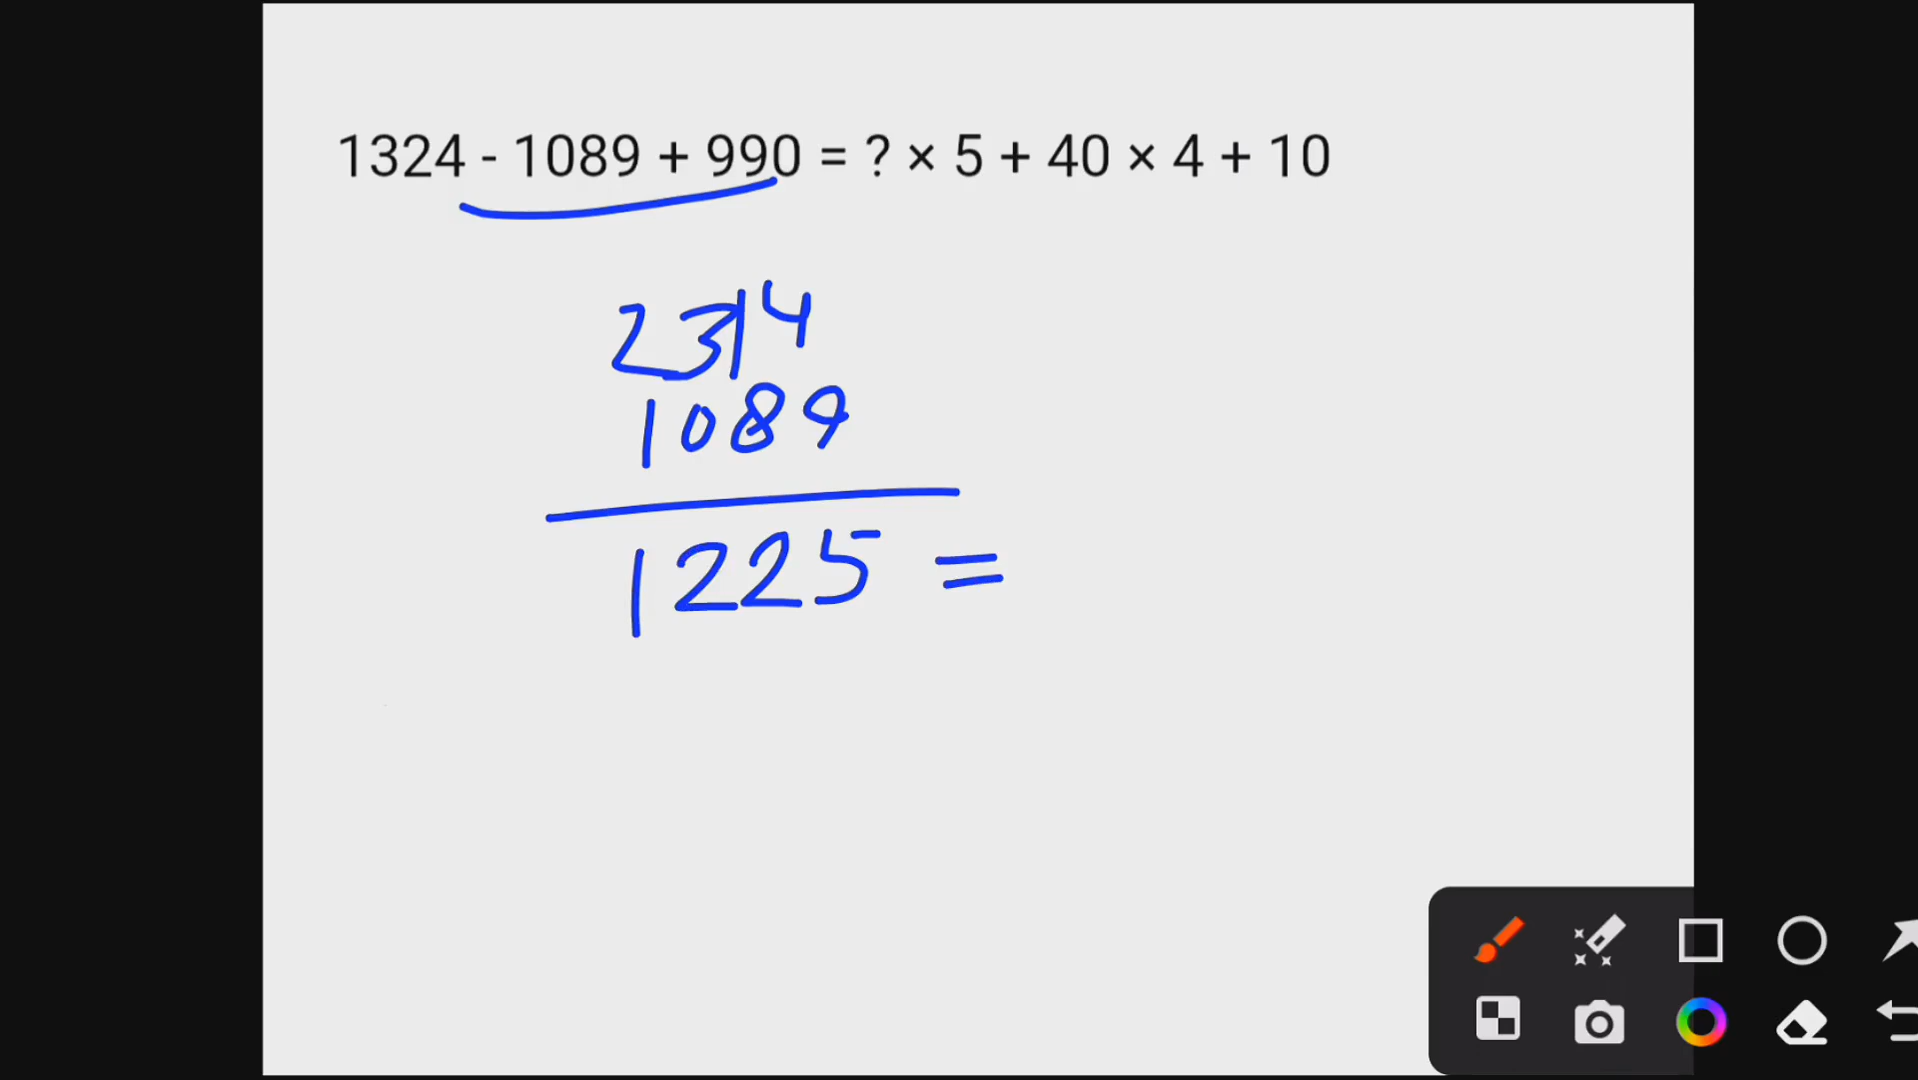 1324 - 1089 + 990 = ? × 5 + 40 × 4 + 10
2314
1089
1225 =